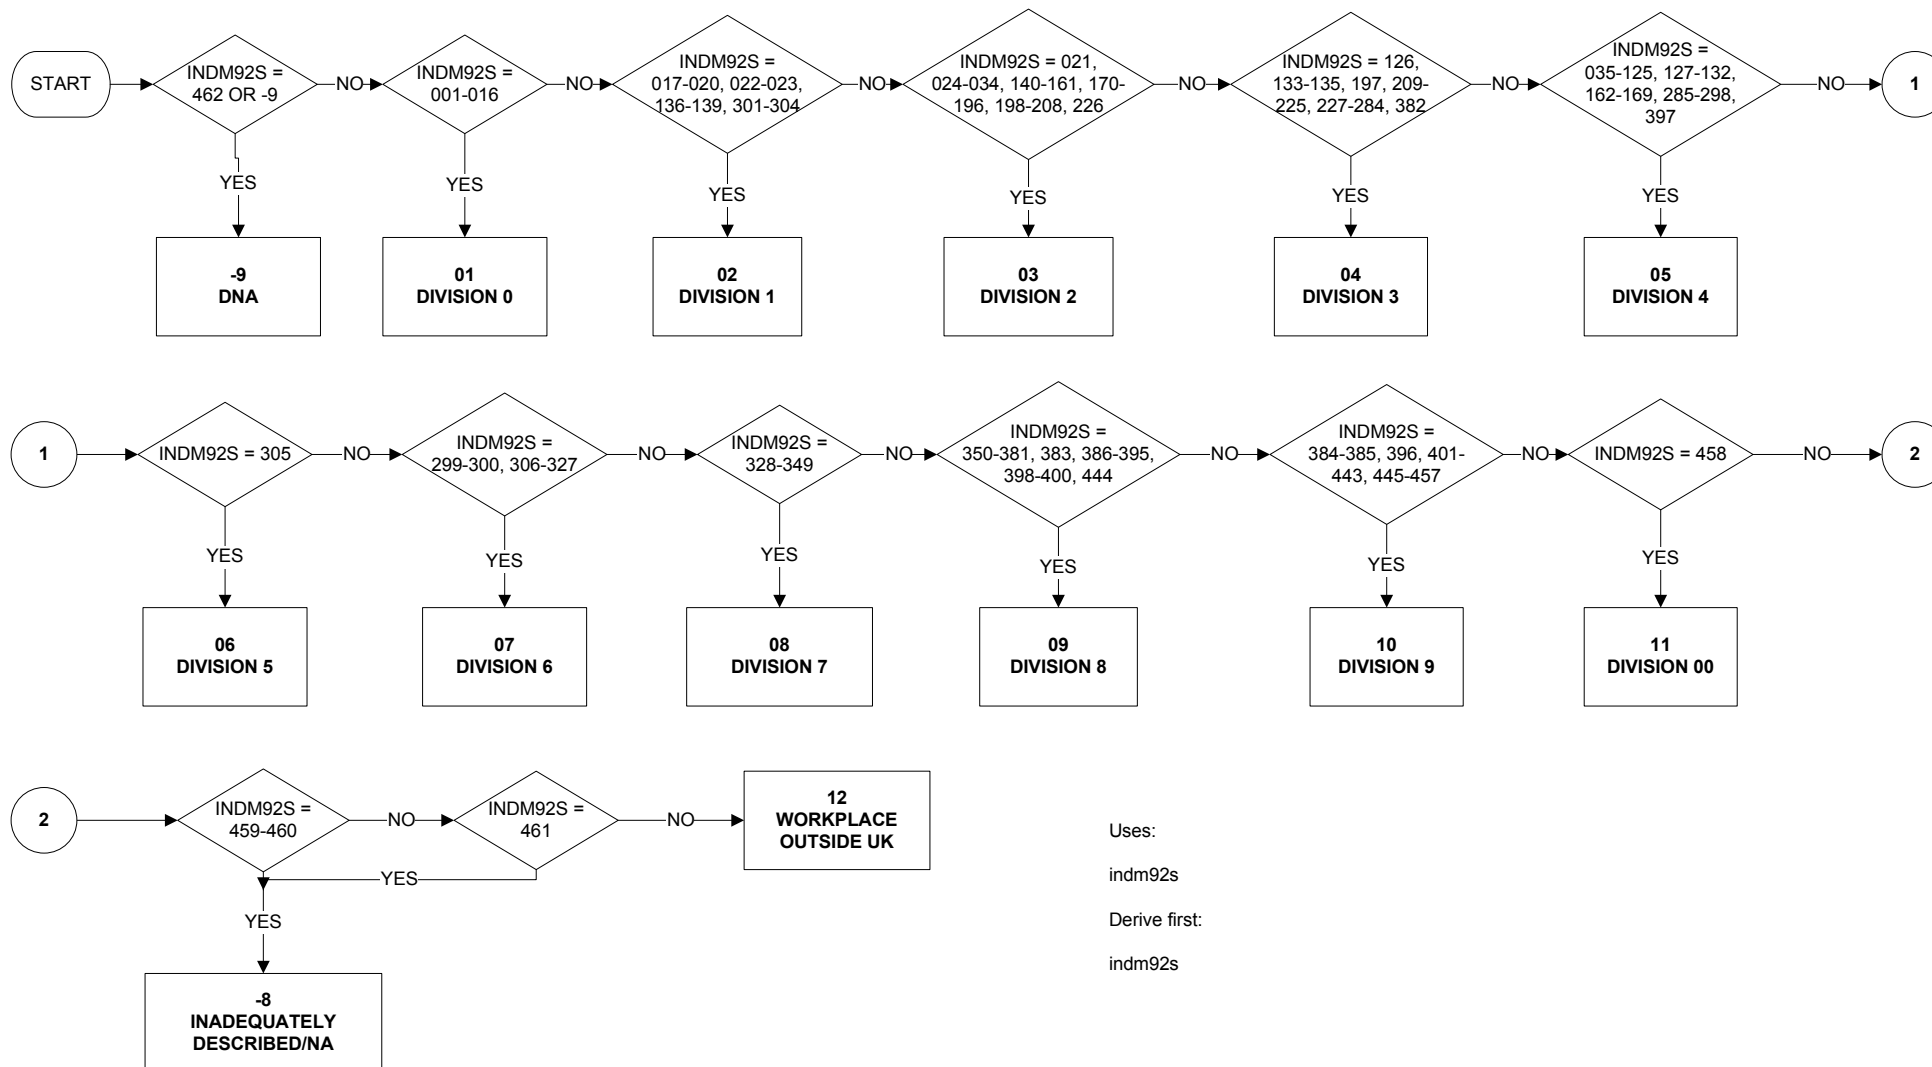 START
INDM92S =
462 OR -9
NO
INDM92S =
001-016
NO
INDM92S =
017-020, 022-023,
136-139, 301-304
NO
INDM92S = 021,
024-034, 140-161, 170-
196, 198-208, 226
NO
INDM92S = 126,
133-135, 197, 209-
225, 227-284, 382
NO
INDM92S =
035-125, 127-132,
162-169, 285-298,
397
NO
1
YES
YES
YES
YES
YES
YES
-9
DNA
01
DIVISION 0
02
DIVISION 1
03
DIVISION 2
04
DIVISION 3
05
DIVISION 4
1
INDM92S = 305
NO
INDM92S =
299-300, 306-327
NO
INDM92S =
328-349
NO
INDM92S =
350-381, 383, 386-395,
398-400, 444
NO
INDM92S =
384-385, 396, 401-
443, 445-457
NO
INDM92S = 458
NO
2
YES
YES
YES
YES
YES
YES
06
DIVISION 5
07
DIVISION 6
08
DIVISION 7
09
DIVISION 8
10
DIVISION 9
11
DIVISION 00
2
INDM92S =
459-460
NO
INDM92S =
461
NO
12
WORKPLACE
OUTSIDE UK
YES
YES
-8
INADEQUATELY
DESCRIBED/NA
Uses:
indm92s
Derive first:
indm92s